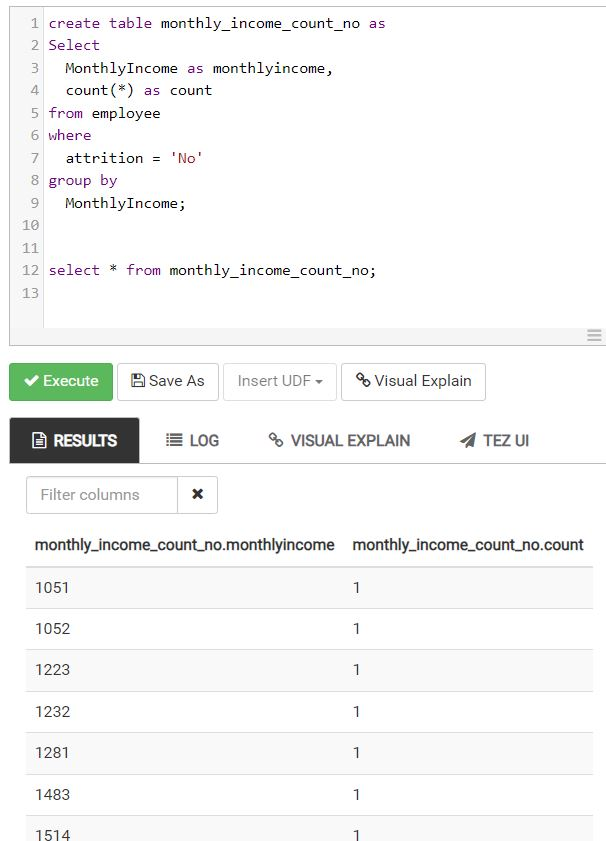 1 create table monthly_income_count_no as
2 Select
3 MonthlyIncome as monthlyincome,
4 count(*) as count
5 from employee
6 where
7 attrition = 'No'
8 group by
9 MonthlyIncome;
10
11
12 select * from monthly_income_count_no;
13
Execute Save As Insert UDF Visual Explain
RESULTS LOG VISUAL EXPLAIN TEZ UI
Filter columns
monthly_income_count_no.monthlyincome monthly_income_count_no.count
1051 1
1052 1
1223 1
1232 1
1281 1
1483 1
1514 1